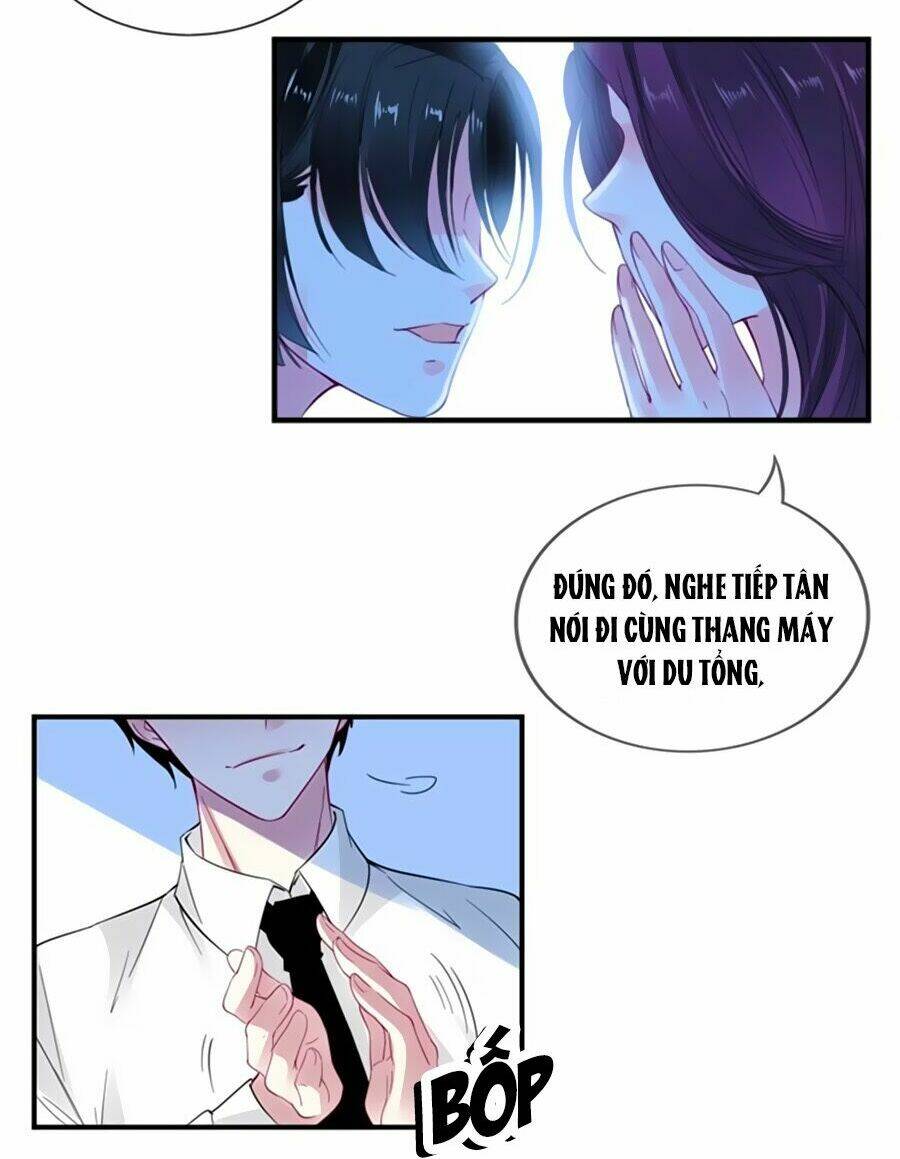 ĐÚNG ĐÓ, NGHE TIẾP TÂN
NÓI ĐI CÙNG THANG MÁY
VỚI DU TỔNG,
BỐP